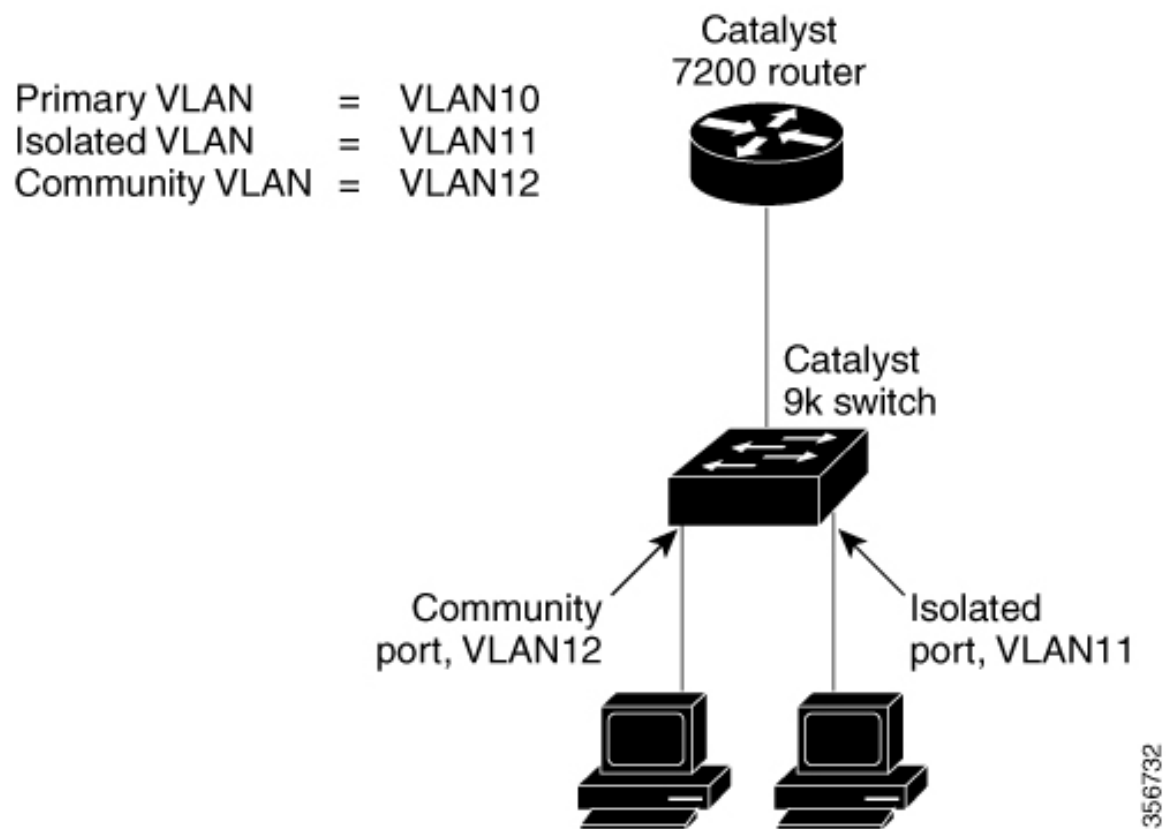 Catalyst
7200 router
Primary VLAN = VLAN10
Isolated VLAN = VLAN11
Community VLAN = VLAN12
Catalyst
9k switch
Community
port, VLAN12
Isolated
port, VLAN11
356732